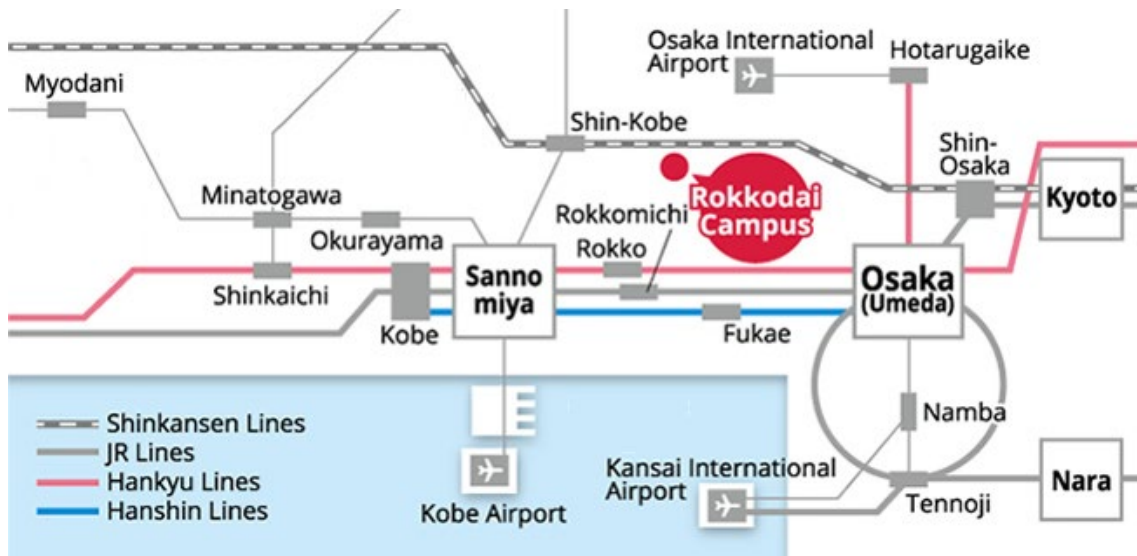 Osaka International
Airport
Hotarugaike
Myodani
Shin-Kobe
Shin-
Osaka
Kyoto
Minatogawa
Okurayama
Rokkodai
Campus
Rokkomichi
Rokko
Sanno
miya
Osaka
(Umeda)
Shinkaichi
Kobe
Fukae
Shinkansen Lines
JR Lines
Hankyu Lines
Hanshin Lines
Kobe Airport
Namba
Kansai International
Airport
Tennoji
Nara